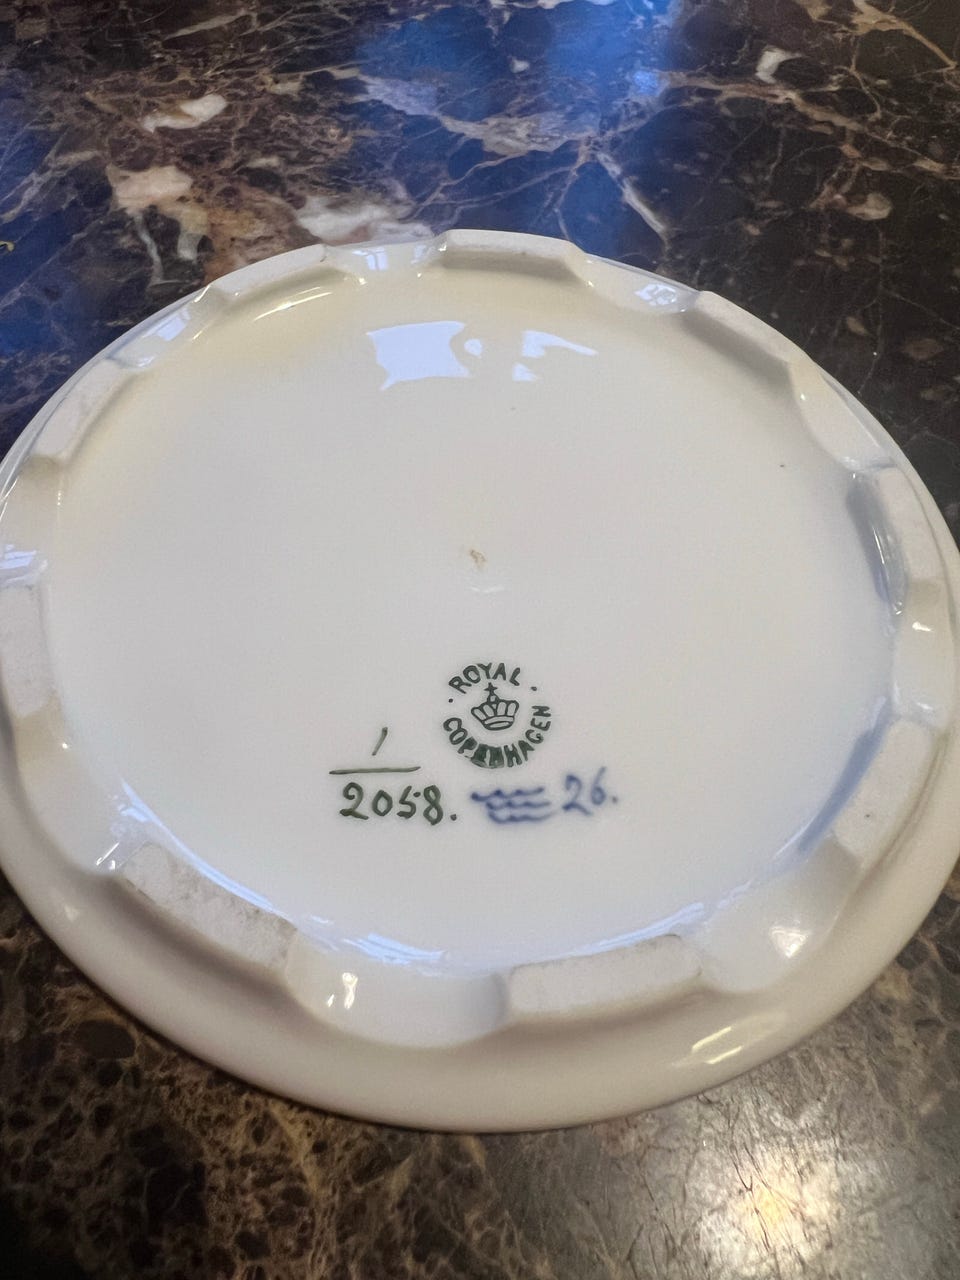 ROYAL
COPENHAGEN
1
2058.
26.